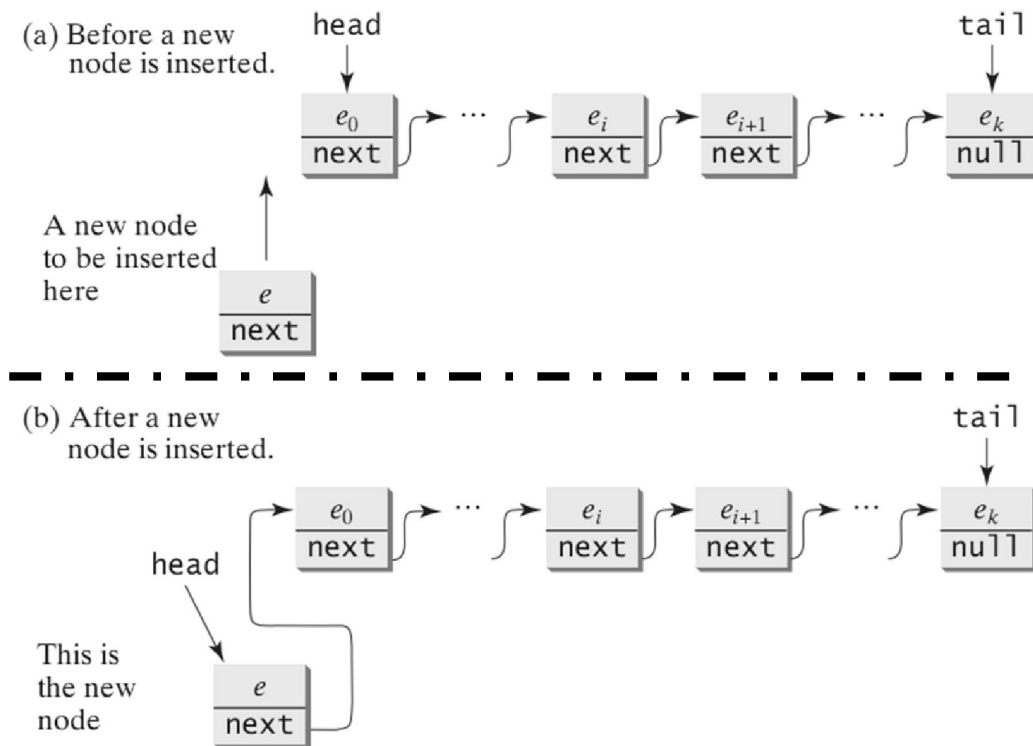 (a) Before a new
node is inserted.
head
tail
e0 ... ei ei+1 ... ek
next next next null
A new node
to be inserted
here
e
next
(b) After a new
node is inserted.
tail
e0 ... ei ei+1 ... ek
next next next null
head
This is
the new
node
e
next